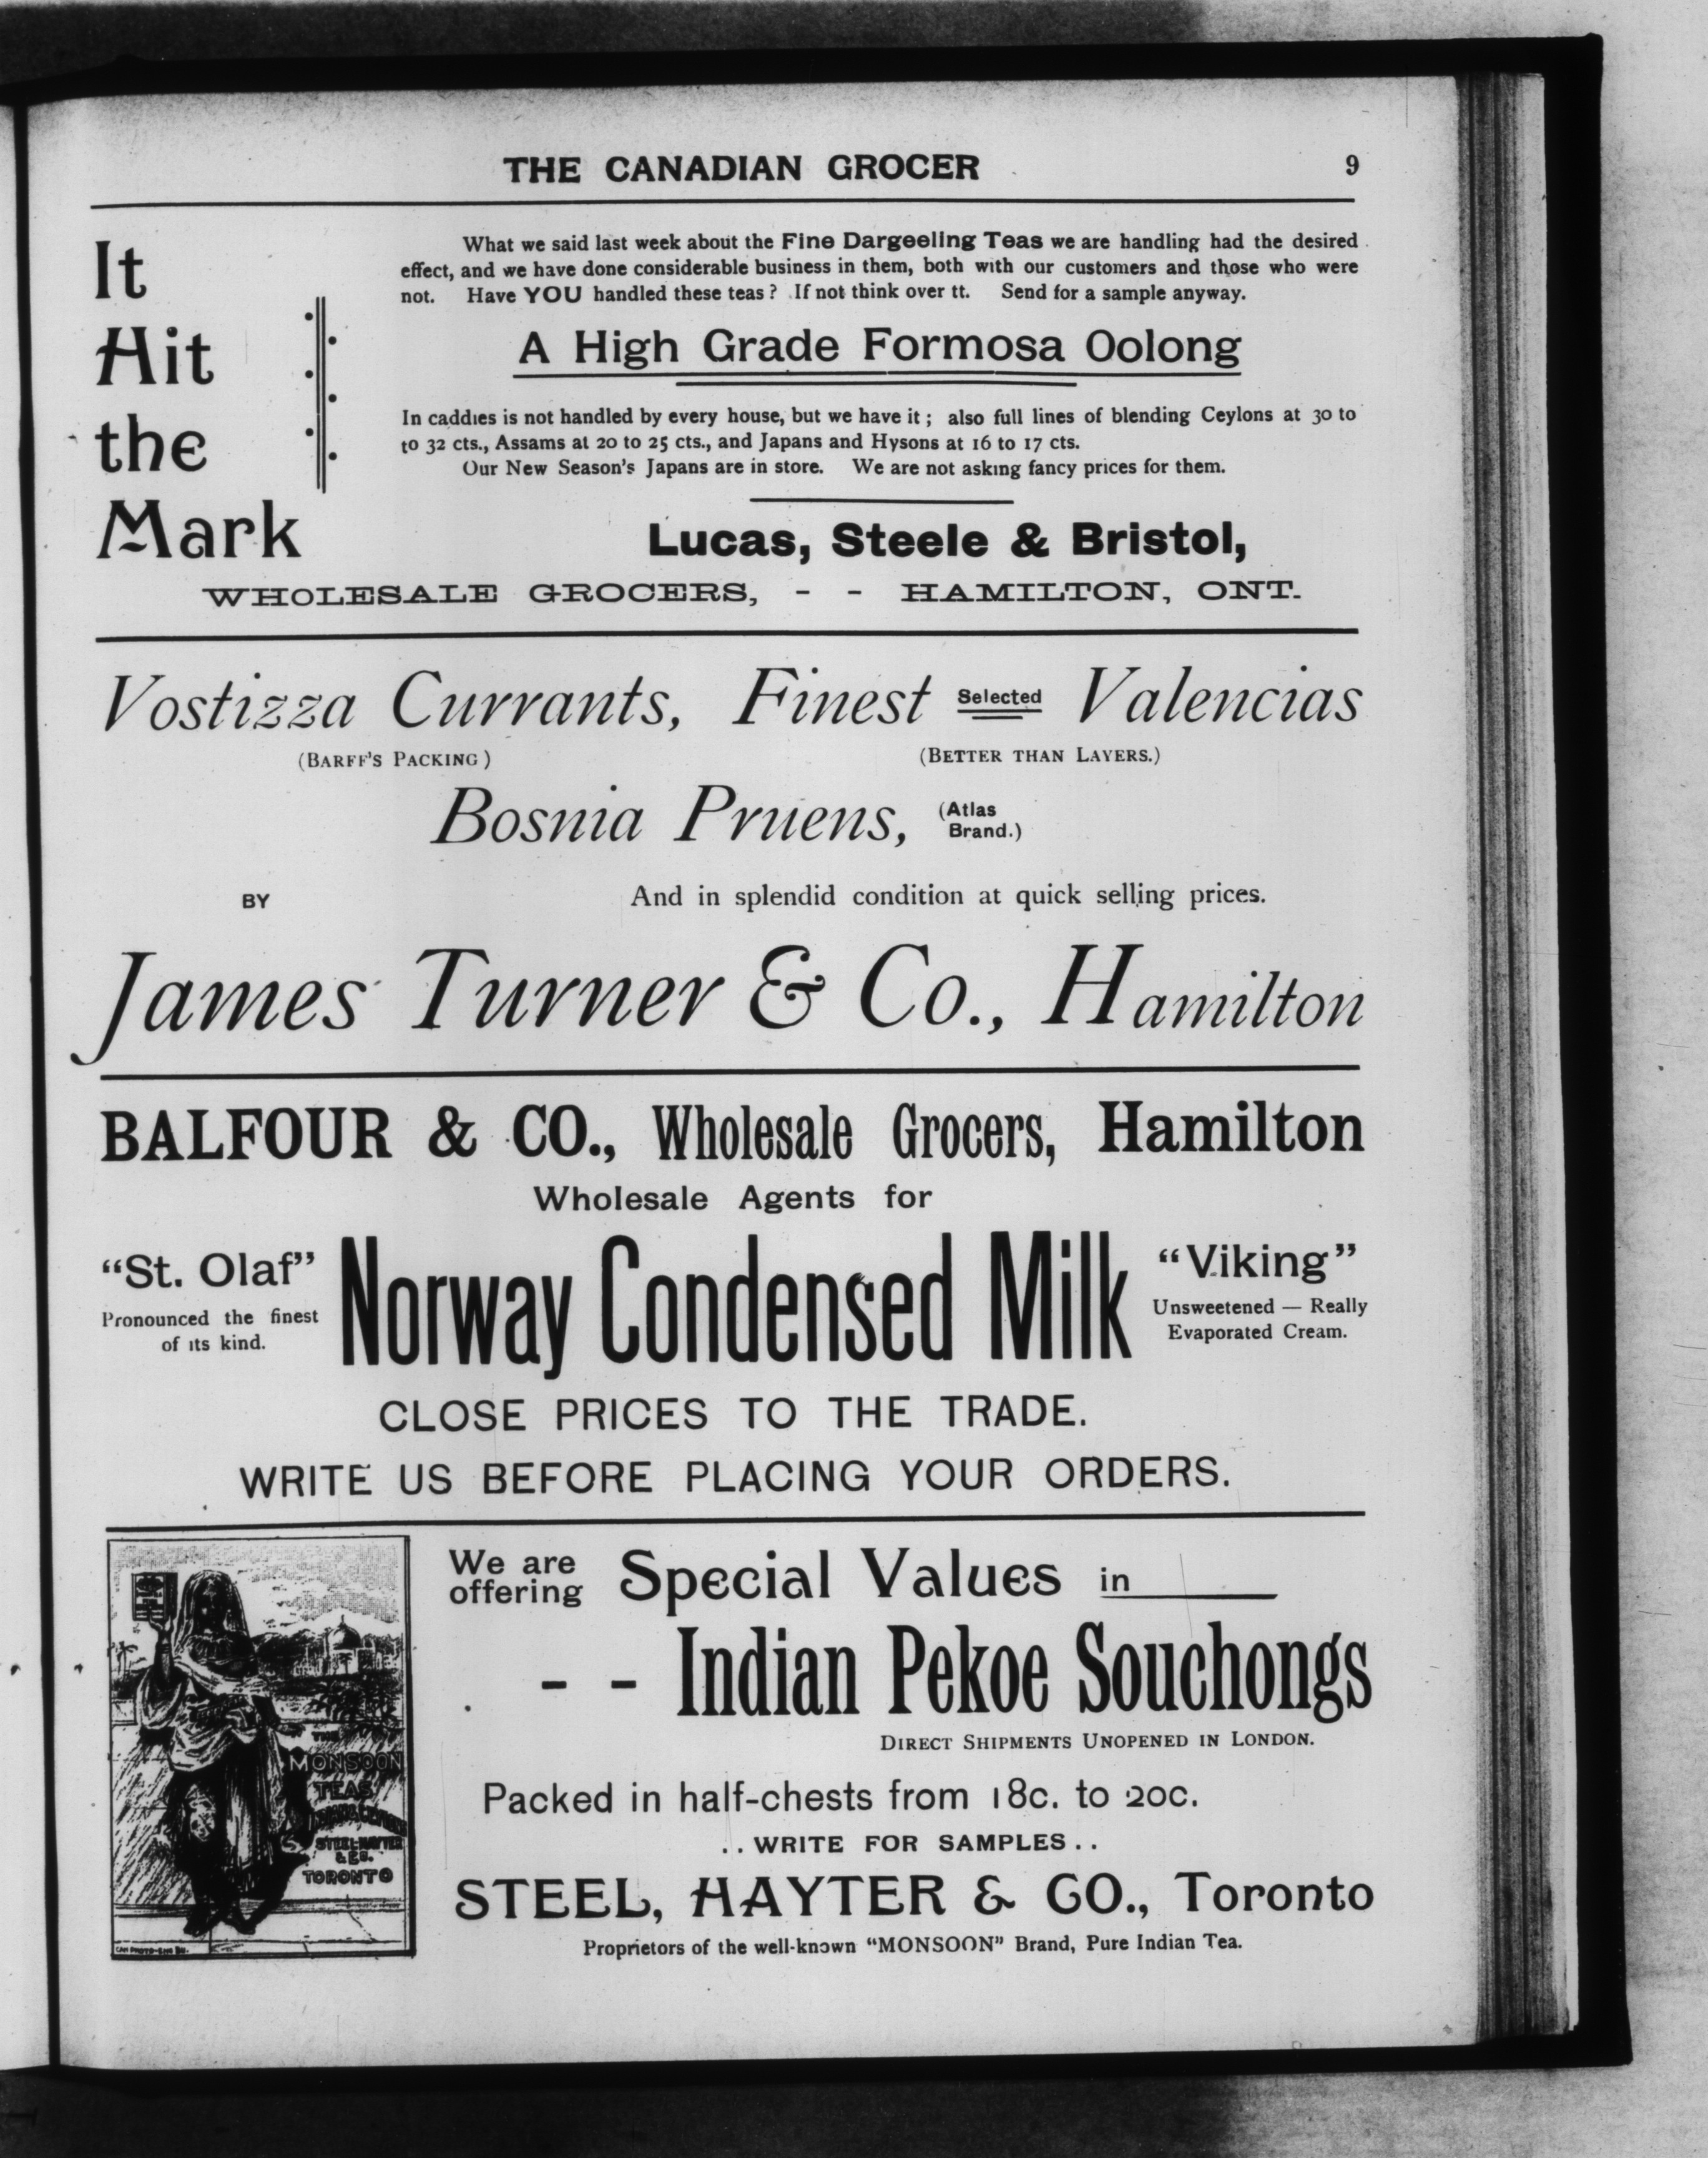 THE CANADIAN GROCER 9
It
Hit
the
Mark
What we said last week about the Fine Dargeeling Teas we are handling had the desired
effect, and we have done considerable business in them, both with our customers and those who were
not. Have YOU handled these teas? If not think over tt. Send for a sample anyway.
A High Grade Formosa Oolong
In caddies is not handled by every house, but we have it; also full lines of blending Ceylons at 30 to
to 32 cts., Assams at 20 to 25 cts., and Japans and Hysons at 16 to 17 cts.
Our New Season's Japans are in store. We are not asking fancy prices for them.
Lucas, Steele & Bristol,
WHOLESALE GROCERS, - - HAMILTON, ONT.
Vostizza Currants, Finest Selected Valencias
(BARFF'S PACKING) (BETTER THAN LAYERS.)
Bosnia Pruens, (Atlas
Brand.)
BY And in splendid condition at quick selling prices.
James Turner & Co., Hamilton
BALFOUR & CO., Wholesale Grocers, Hamilton
Wholesale Agents for
"St. Olaf"
Pronounced the finest
of its kind.
Norway Condensed Milk
"Viking"
Unsweetened — Really
Evaporated Cream.
CLOSE PRICES TO THE TRADE.
WRITE US BEFORE PLACING YOUR ORDERS.
THE
MONSOON
TEAS
STEEL-HAYTER
& CO.
TORONTO
We are
offering Special Values in
- - Indian Pekoe Souchongs
DIRECT SHIPMENTS UNOPENED IN LONDON.
Packed in half-chests from 18c. to 20c.
.. WRITE FOR SAMPLES ..
STEEL, HAYTER & CO., Toronto
Proprietors of the well-known "MONSOON" Brand, Pure Indian Tea.